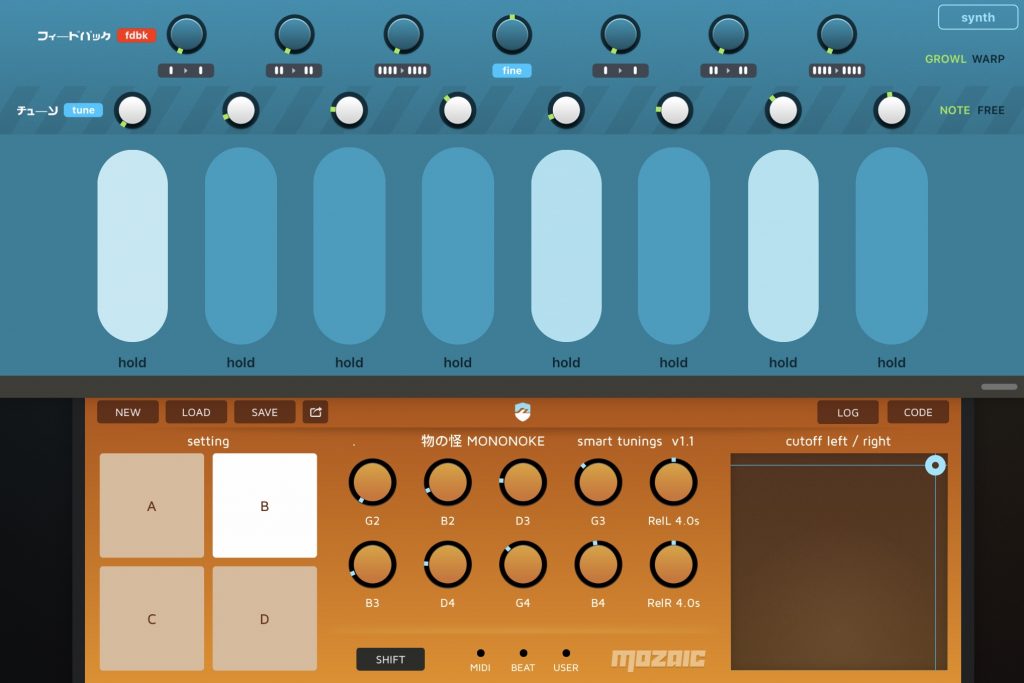 synth
フィードバック fdbk
fine
GROWL WARP
チューン tune
NOTE FREE
hold hold hold hold hold hold hold hold
NEW LOAD SAVE LOG CODE
setting . 物の怪 MONONOKE smart tunings v1.1 cutoff left / right
A B
G2 B2 D3 G3 RelL 4.0s
B3 D4 G4 B4 RelR 4.0s
C D
SHIFT MIDI BEAT USER mozaic